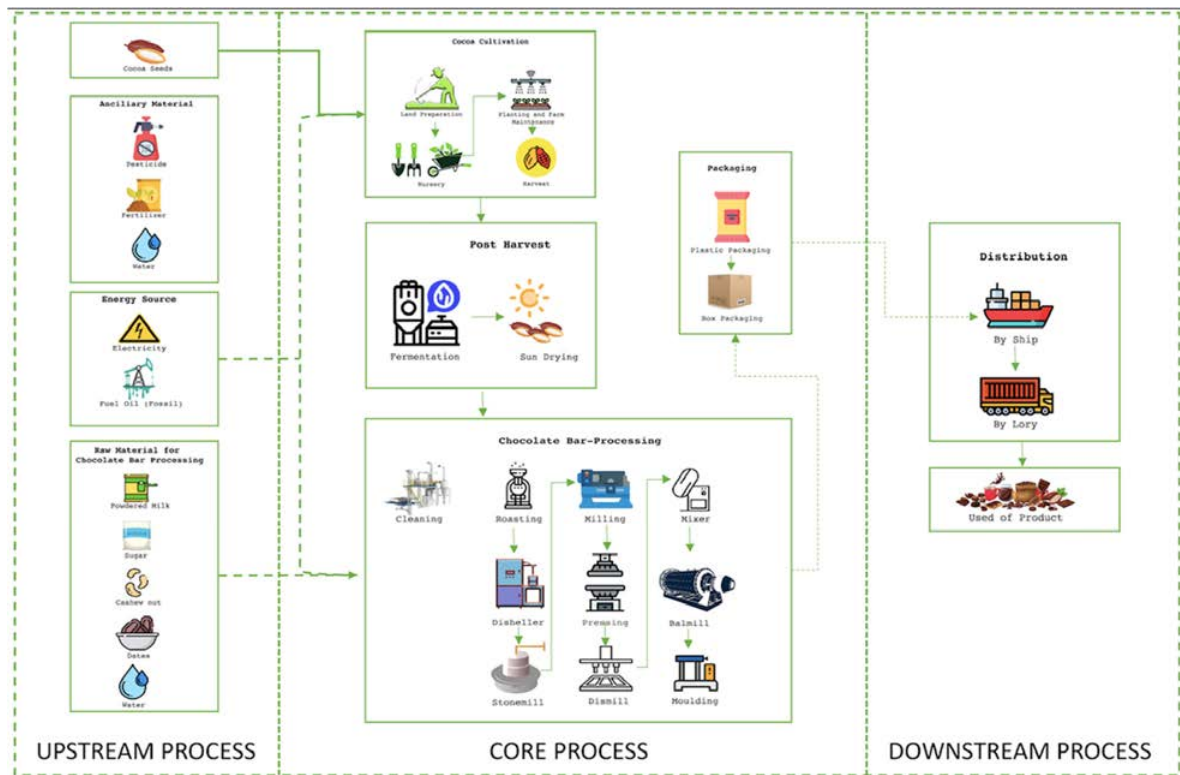 Cocoa Seeds
Anciliary Material
Pesticide
Fertilizer
Water
Energy Source
Electricity
Fuel Oil (Fossil)
Raw Material for
Chocolate Bar Processing
Powdered Milk
Sugar
Cashew nut
Dates
Water
UPSTREAM PROCESS
Cocoa Cultivation
Land Preparation
Planting and Farm
Maintenance
Nursery
Harvest
Post Harvest
Fermentation
Sun Drying
Chocolate Bar-Processing
Cleaning
Roasting
Milling
Mixer
Disheller
Pressing
Balmill
Stonemill
Dismill
Moulding
Packaging
Plastic Packaging
Box Packaging
CORE PROCESS
Distribution
By Ship
By Lory
Used of Product
DOWNSTREAM PROCESS